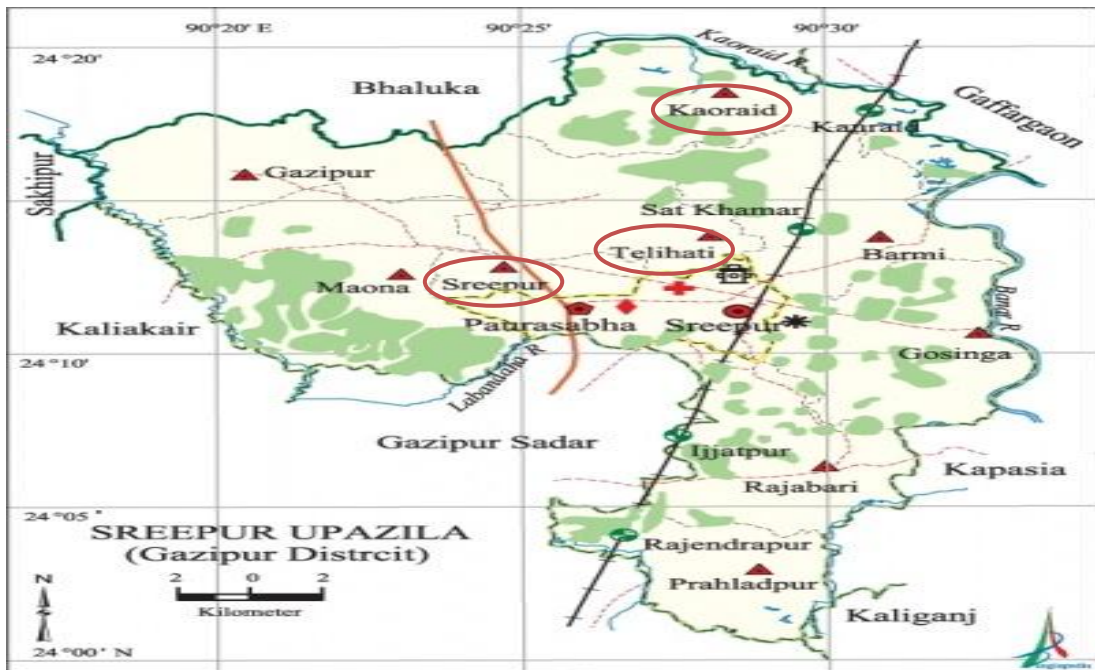 90°20' E
90°25'
90°30'
24°20'
Kaoraid R
Bhaluka
Gaffargaon
Kaoraid
Kaoraid
Sakhipur
Gazipur
Sat Khamar
Telihati
Barmi
Maona
Sreepur
Banar R
Kaliakair
Paurasabha
Sreepur
Gosinga
24°10'
Labandaha R
Gazipur Sadar
Ijjatpur
Kapasia
Rajabari
24°05'
SREEPUR UPAZILA
(Gazipur Distrcit)
Rajendrapur
N
2 0 2
Kilometer
Prahladpur
Kaliganj
24°00' N